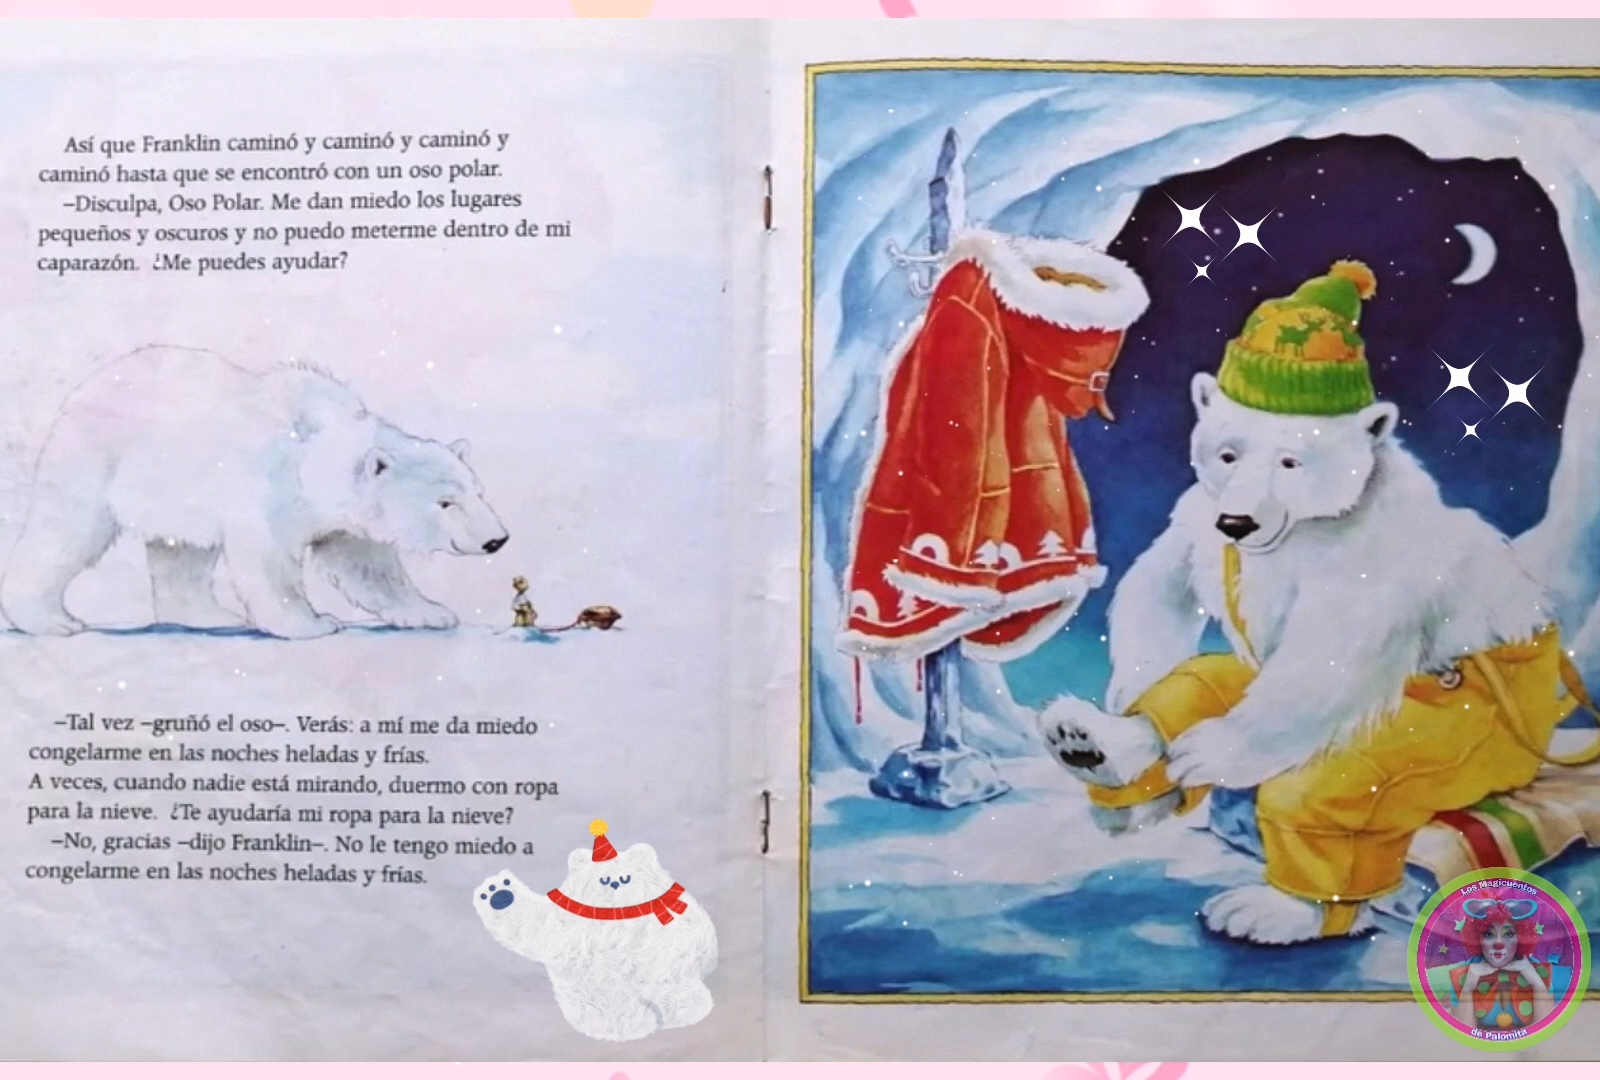 Así que Franklin caminó y caminó y caminó y
caminó hasta que se encontró con un oso polar.
–Disculpa, Oso Polar. Me dan miedo los lugares
pequeños y oscuros y no puedo meterme dentro de mi
caparazón. ¿Me puedes ayudar?
–Tal vez –gruñó el oso–. Verás: a mí me da miedo
congelarme en las noches heladas y frías.
A veces, cuando nadie está mirando, duermo con ropa
para la nieve. ¿Te ayudaría mi ropa para la nieve?
–No, gracias –dijo Franklin–. No le tengo miedo a
congelarme en las noches heladas y frías.
Los Magicuentos
de Palomita